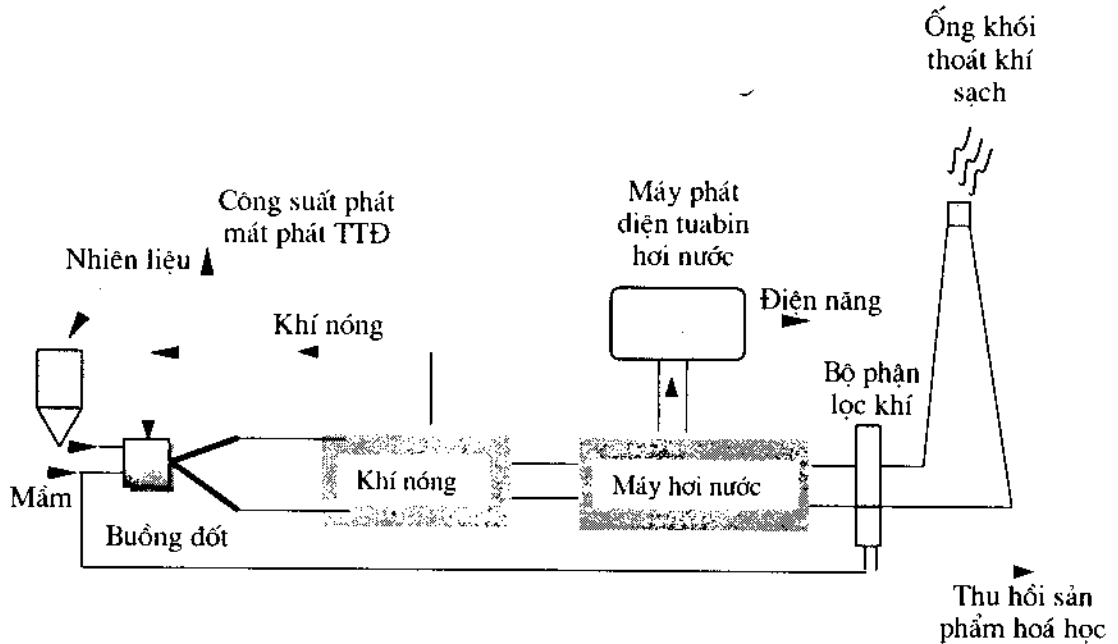 Ống khói
thoát khí
sạch
Công suất phát
mát phát TTĐ
Máy phát
điện tuabin
hơi nước
Nhiên liệu
Khí nóng
Điện năng
Bộ phận
lọc khí
Khí nóng
Máy hơi nước
Mầm
Buồng đốt
Thu hồi sản
phẩm hoá học